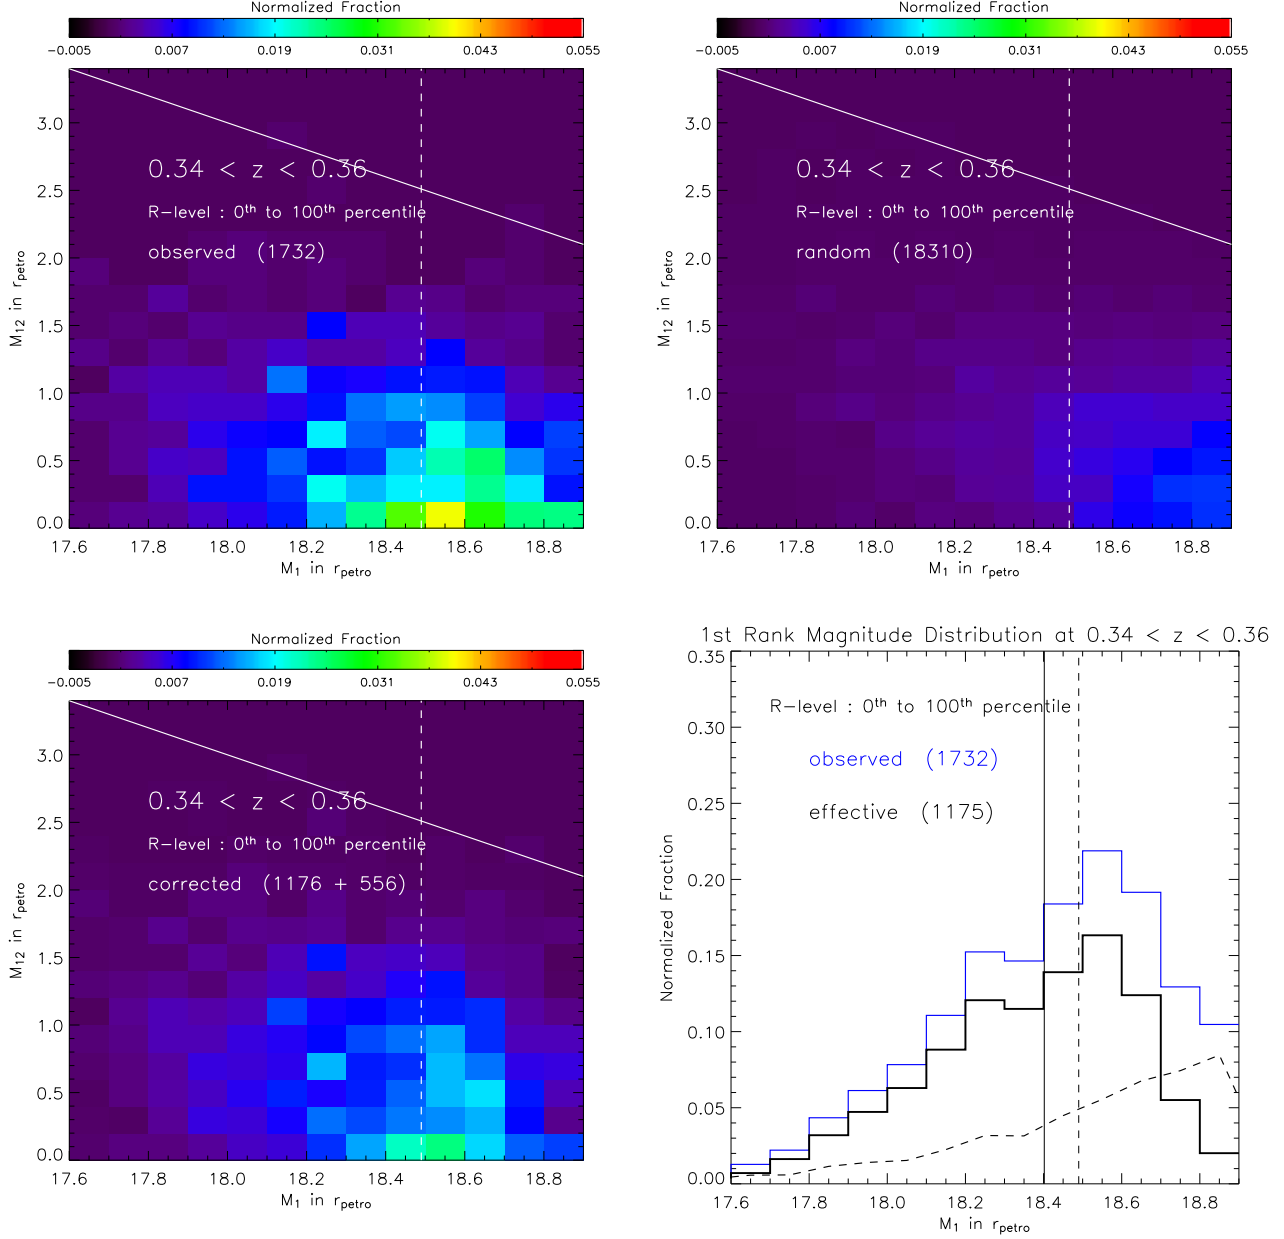 Normalized Fraction
-0.005 0.007 0.019 0.031 0.043 0.055
3.0
2.5
2.0
1.5
1.0
0.5
0.0
M12 in rpetro
0.34 < z < 0.36
R-level : 0th to 100th percentile
observed (1732)
17.6 17.8 18.0 18.2 18.4 18.6 18.8
M1 in rpetro
Normalized Fraction
-0.005 0.007 0.019 0.031 0.043 0.055
3.0
2.5
2.0
1.5
1.0
0.5
0.0
M12 in rpetro
0.34 < z < 0.36
R-level : 0th to 100th percentile
random (18310)
17.6 17.8 18.0 18.2 18.4 18.6 18.8
M1 in rpetro
Normalized Fraction
-0.005 0.007 0.019 0.031 0.043 0.055
3.0
2.5
2.0
1.5
1.0
0.5
0.0
M12 in rpetro
0.34 < z < 0.36
R-level : 0th to 100th percentile
corrected (1176 + 556)
17.6 17.8 18.0 18.2 18.4 18.6 18.8
M1 in rpetro
1st Rank Magnitude Distribution at 0.34 < z < 0.36
0.35
0.30
0.25
0.20
0.15
0.10
0.05
0.00
Normalized Fraction
R-level : 0th to 100th percentile
observed (1732)
effective (1175)
17.6 17.8 18.0 18.2 18.4 18.6 18.8
M1 in rpetro